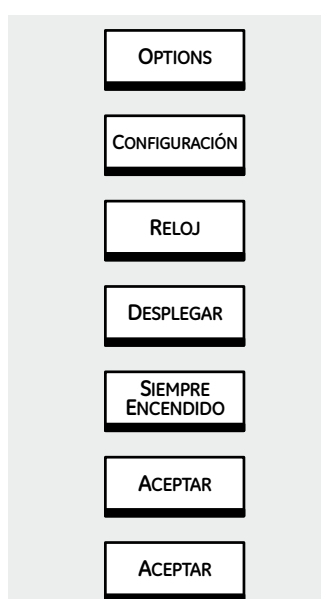 OPTIONS
CONFIGURACIÓN
RELOJ
DESPLEGAR
SIEMPRE
ENCENDIDO
ACEPTAR
ACEPTAR